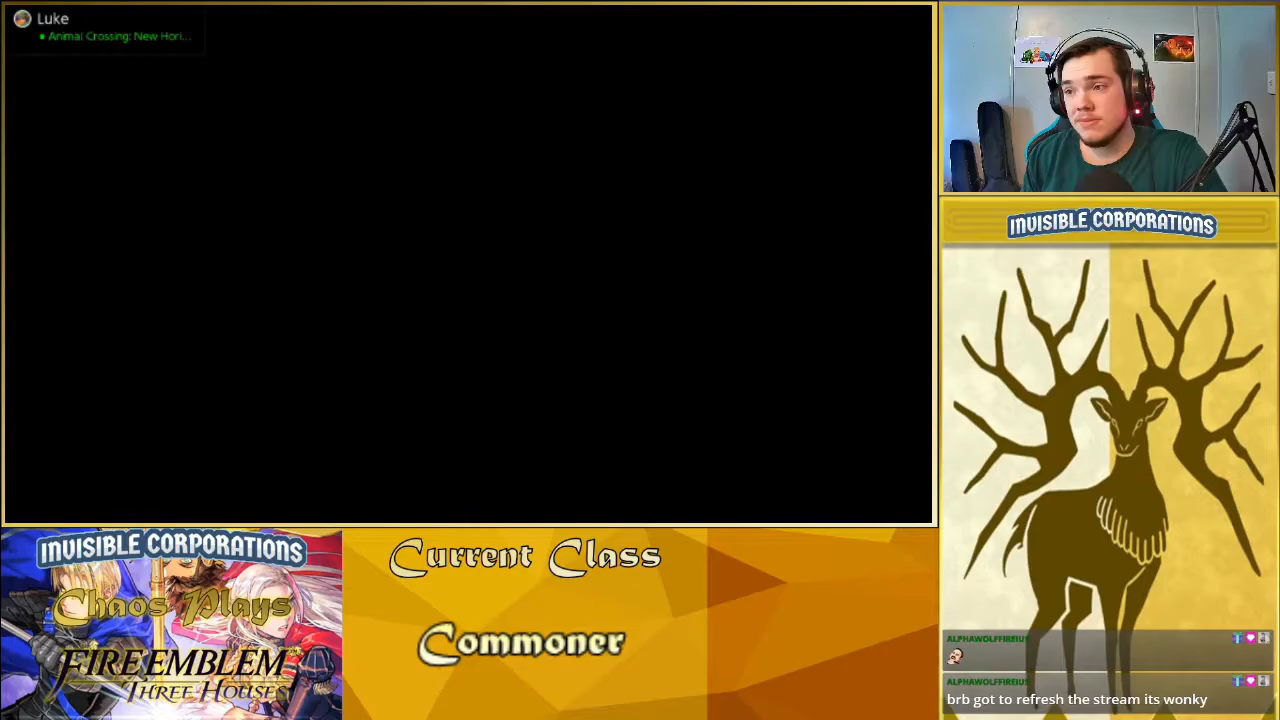 Luke
Animal Crossing: New Hori...
INVISIBLE CORPORATIONS
INVISIBLE CORPORATIONS
Chaos Plays
FIRE EMBLEM
THREE HOUSES
Current Class
Commoner
ALPHAWOLFFIREIUS
ALPHAWOLFFIREIUS
brb got to refresh the stream its wonky